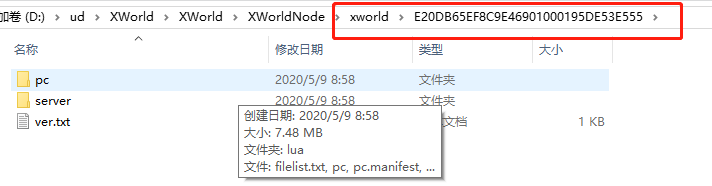 加卷 (D:) › ud › XWorld › XWorld › XWorldNode › xworld › E20DB65EF8C9E46901000195DE53E555 ›
名称 修改日期 类型 大小
pc 2020/5/9 8:58 文件夹
server 2020/5/9 8:58 文件夹
ver.txt 文档 1 KB
创建日期: 2020/5/9 8:58
大小: 7.48 MB
文件夹: lua
文件: filelist.txt, pc, pc.manifest, ...